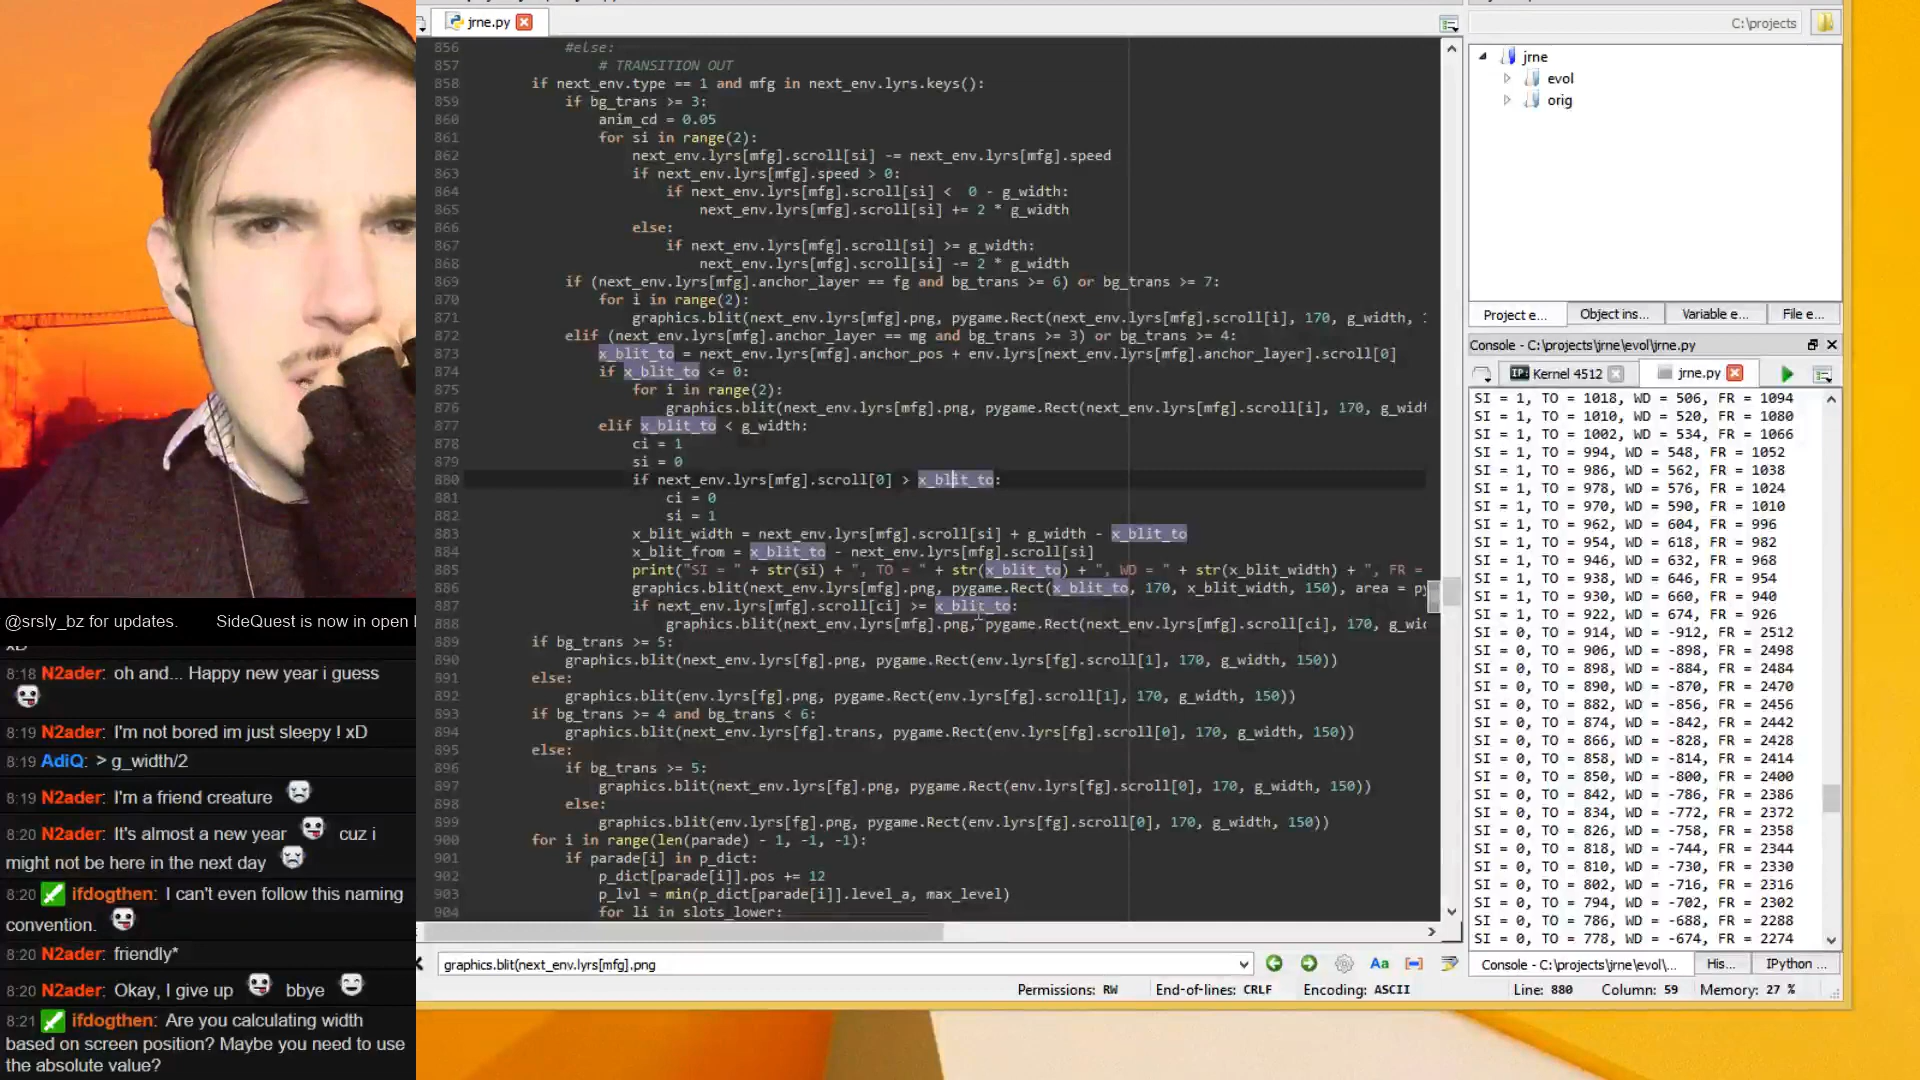 jrne.py
856 #else:
857 # TRANSITION OUT
858 if next_env.type == 1 and mfg in next_env.lyrs.keys():
859 if bg_trans >= 3:
860 anim_cd = 0.05
861 for si in range(2):
862 next_env.lyrs[mfg].scroll[si] -= next_env.lyrs[mfg].speed
863 if next_env.lyrs[mfg].speed > 0:
864 if next_env.lyrs[mfg].scroll[si] <  0 - g_width:
865 next_env.lyrs[mfg].scroll[si] += 2 * g_width
866 else:
867 if next_env.lyrs[mfg].scroll[si] >= g_width:
868 next_env.lyrs[mfg].scroll[si] -= 2 * g_width
869 if (next_env.lyrs[mfg].anchor_layer == fg and bg_trans >= 6) or bg_trans >= 7:
870 for i in range(2):
871 graphics.blit(next_env.lyrs[mfg].png, pygame.Rect(next_env.lyrs[mfg].scroll[i], 170, g_width, 1
872 elif (next_env.lyrs[mfg].anchor_layer == mg and bg_trans >= 3) or bg_trans >= 4:
873 x_blit_to = next_env.lyrs[mfg].anchor_pos + env.lyrs[next_env.lyrs[mfg].anchor_layer].scroll[0]
874 if x_blit_to <= 0:
875 for i in range(2):
876 graphics.blit(next_env.lyrs[mfg].png, pygame.Rect(next_env.lyrs[mfg].scroll[i], 170, g_widt
877 elif x_blit_to < g_width:
878 ci = 1
879 si = 0
880 if next_env.lyrs[mfg].scroll[0] > x_blit_to:
881 ci = 0
882 si = 1
883 x_blit_width = next_env.lyrs[mfg].scroll[si] + g_width - x_blit_to
884 x_blit_from = x_blit_to - next_env.lyrs[mfg].scroll[si]
885 print("SI = " + str(si) + ", TO = " + str(x_blit_to) + ", WD = " + str(x_blit_width) + ", FR =
886 graphics.blit(next_env.lyrs[mfg].png, pygame.Rect(x_blit_to, 170, x_blit_width, 150), area = py
887 if next_env.lyrs[mfg].scroll[ci] >= x_blit_to:
888 graphics.blit(next_env.lyrs[mfg].png, pygame.Rect(next_env.lyrs[mfg].scroll[ci], 170, g_wid
889 if bg_trans >= 5:
890 graphics.blit(next_env.lyrs[fg].png, pygame.Rect(env.lyrs[fg].scroll[1], 170, g_width, 150))
891 else:
892 graphics.blit(env.lyrs[fg].png, pygame.Rect(env.lyrs[fg].scroll[1], 170, g_width, 150))
893 if bg_trans >= 4 and bg_trans < 6:
894 graphics.blit(next_env.lyrs[fg].trans, pygame.Rect(env.lyrs[fg].scroll[0], 170, g_width, 150))
895 else:
896 if bg_trans >= 5:
897 graphics.blit(next_env.lyrs[fg].png, pygame.Rect(env.lyrs[fg].scroll[0], 170, g_width, 150))
898 else:
899 graphics.blit(env.lyrs[fg].png, pygame.Rect(env.lyrs[fg].scroll[0], 170, g_width, 150))
900 for i in range(len(parade) - 1, -1, -1):
901 if parade[i] in p_dict:
902 p_dict[parade[i]].pos += 12
903 p_lvl = min(p_dict[parade[i]].level_a, max_level)
904 for li in slots_lower:
graphics.blit(next_env.lyrs[mfg].png
Aa
Permissions: RW End-of-lines: CRLF Encoding: ASCII Line: 880 Column: 59 Memory: 27 %
C:\projects
jrne
evol
orig
Project e... Object ins... Variable e... File e...
Console - C:\projects\jrne\evol\jrne.py
IP: Kernel 4512 jrne.py
SI = 1, TO = 1018, WD = 506, FR = 1094
SI = 1, TO = 1010, WD = 520, FR = 1080
SI = 1, TO = 1002, WD = 534, FR = 1066
SI = 1, TO = 994, WD = 548, FR = 1052
SI = 1, TO = 986, WD = 562, FR = 1038
SI = 1, TO = 978, WD = 576, FR = 1024
SI = 1, TO = 970, WD = 590, FR = 1010
SI = 1, TO = 962, WD = 604, FR = 996
SI = 1, TO = 954, WD = 618, FR = 982
SI = 1, TO = 946, WD = 632, FR = 968
SI = 1, TO = 938, WD = 646, FR = 954
SI = 1, TO = 930, WD = 660, FR = 940
SI = 1, TO = 922, WD = 674, FR = 926
SI = 0, TO = 914, WD = -912, FR = 2512
SI = 0, TO = 906, WD = -898, FR = 2498
SI = 0, TO = 898, WD = -884, FR = 2484
SI = 0, TO = 890, WD = -870, FR = 2470
SI = 0, TO = 882, WD = -856, FR = 2456
SI = 0, TO = 874, WD = -842, FR = 2442
SI = 0, TO = 866, WD = -828, FR = 2428
SI = 0, TO = 858, WD = -814, FR = 2414
SI = 0, TO = 850, WD = -800, FR = 2400
SI = 0, TO = 842, WD = -786, FR = 2386
SI = 0, TO = 834, WD = -772, FR = 2372
SI = 0, TO = 826, WD = -758, FR = 2358
SI = 0, TO = 818, WD = -744, FR = 2344
SI = 0, TO = 810, WD = -730, FR = 2330
SI = 0, TO = 802, WD = -716, FR = 2316
SI = 0, TO = 794, WD = -702, FR = 2302
SI = 0, TO = 786, WD = -688, FR = 2288
SI = 0, TO = 778, WD = -674, FR = 2274
Console - C:\projects\jrne\evol\... His... IPython ...
@srsly_bz for updates. SideQuest is now in open
8:18 N2ader: oh and... Happy new year i guess
8:19 N2ader: I'm not bored im just sleepy ! xD
8:19 AdiQ: > g_width/2
8:19 N2ader: I'm a friend creature
8:20 N2ader: It's almost a new year cuz i
might not be here in the next day
8:20 ifdogthen: I can't even follow this naming
convention.
8:20 N2ader: friendly*
8:20 N2ader: Okay, I give up bbye
8:21 ifdogthen: Are you calculating width
based on screen position? Maybe you need to use
the absolute value?